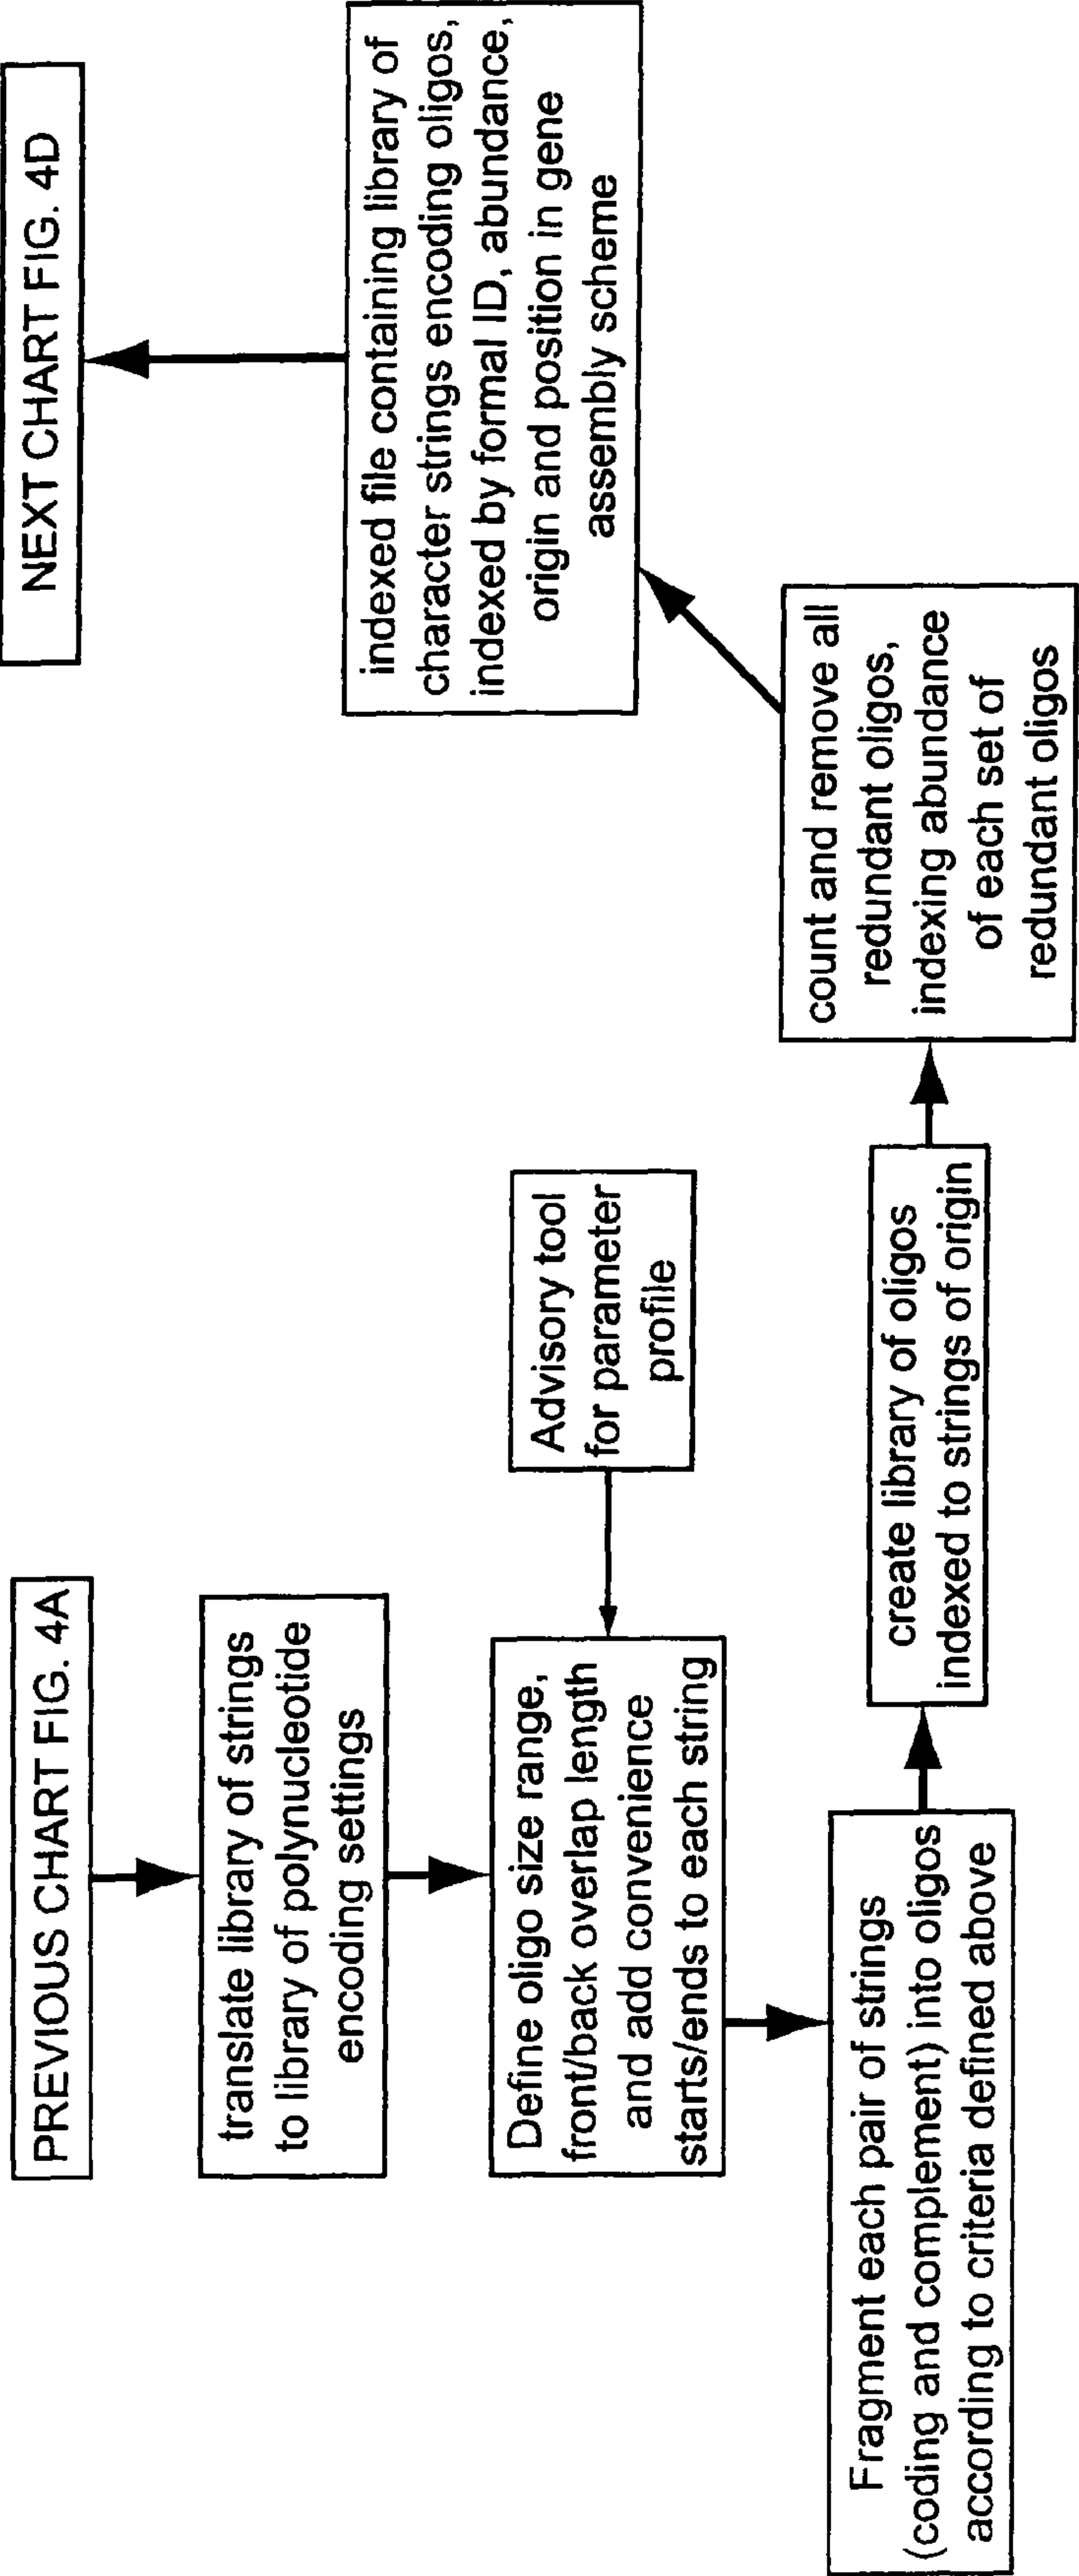 PREVIOUS CHART FIG. 4A
translate library of strings
to library of polynucleotide
encoding settings
Define oligo size range,
front/back overlap length
and add convenience
starts/ends to each string
Advisory tool
for parameter
profile
Fragment each pair of strings
(coding and complement) into oligos
according to criteria defined above
create library of oligos
indexed to strings of origin
count and remove all
redundant oligos,
indexing abundance
of each set of
redundant oligos
indexed file containing library of
character strings encoding oligos,
indexed by formal ID, abundance,
origin and position in gene
assembly scheme
NEXT CHART FIG. 4D